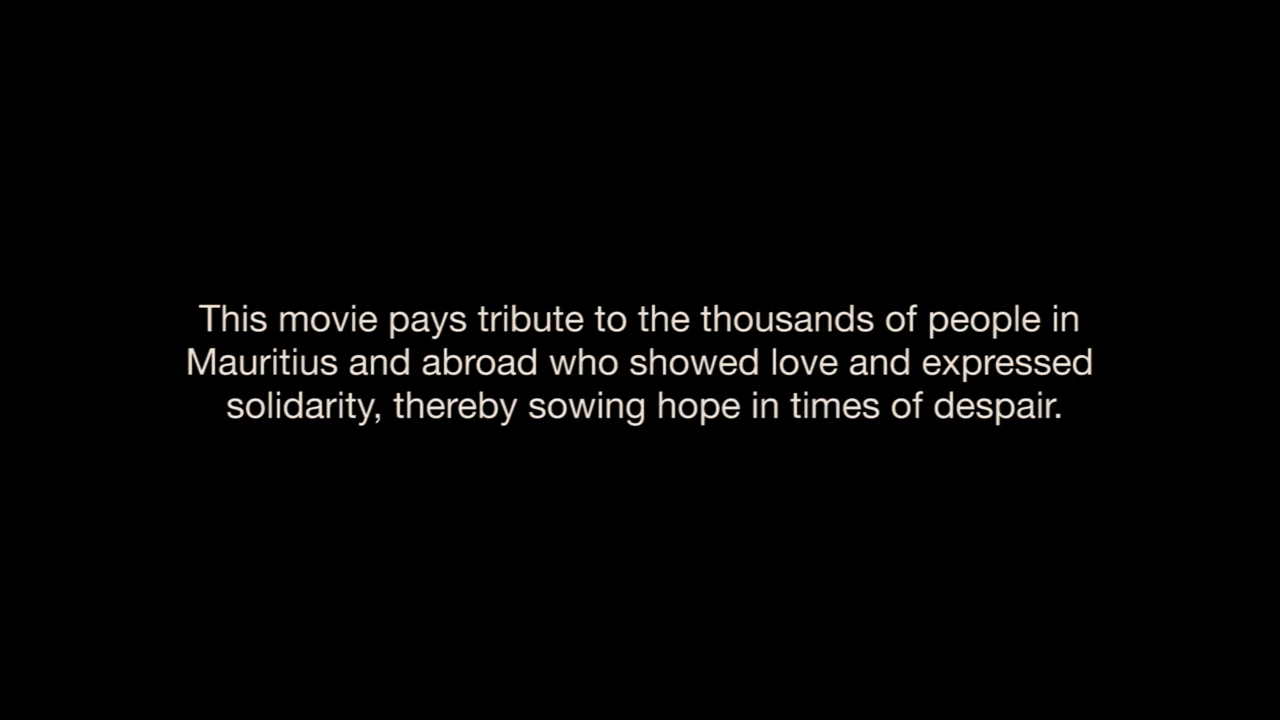 This movie pays tribute to the thousands of people in
Mauritius and abroad who showed love and expressed
solidarity, thereby sowing hope in times of despair.